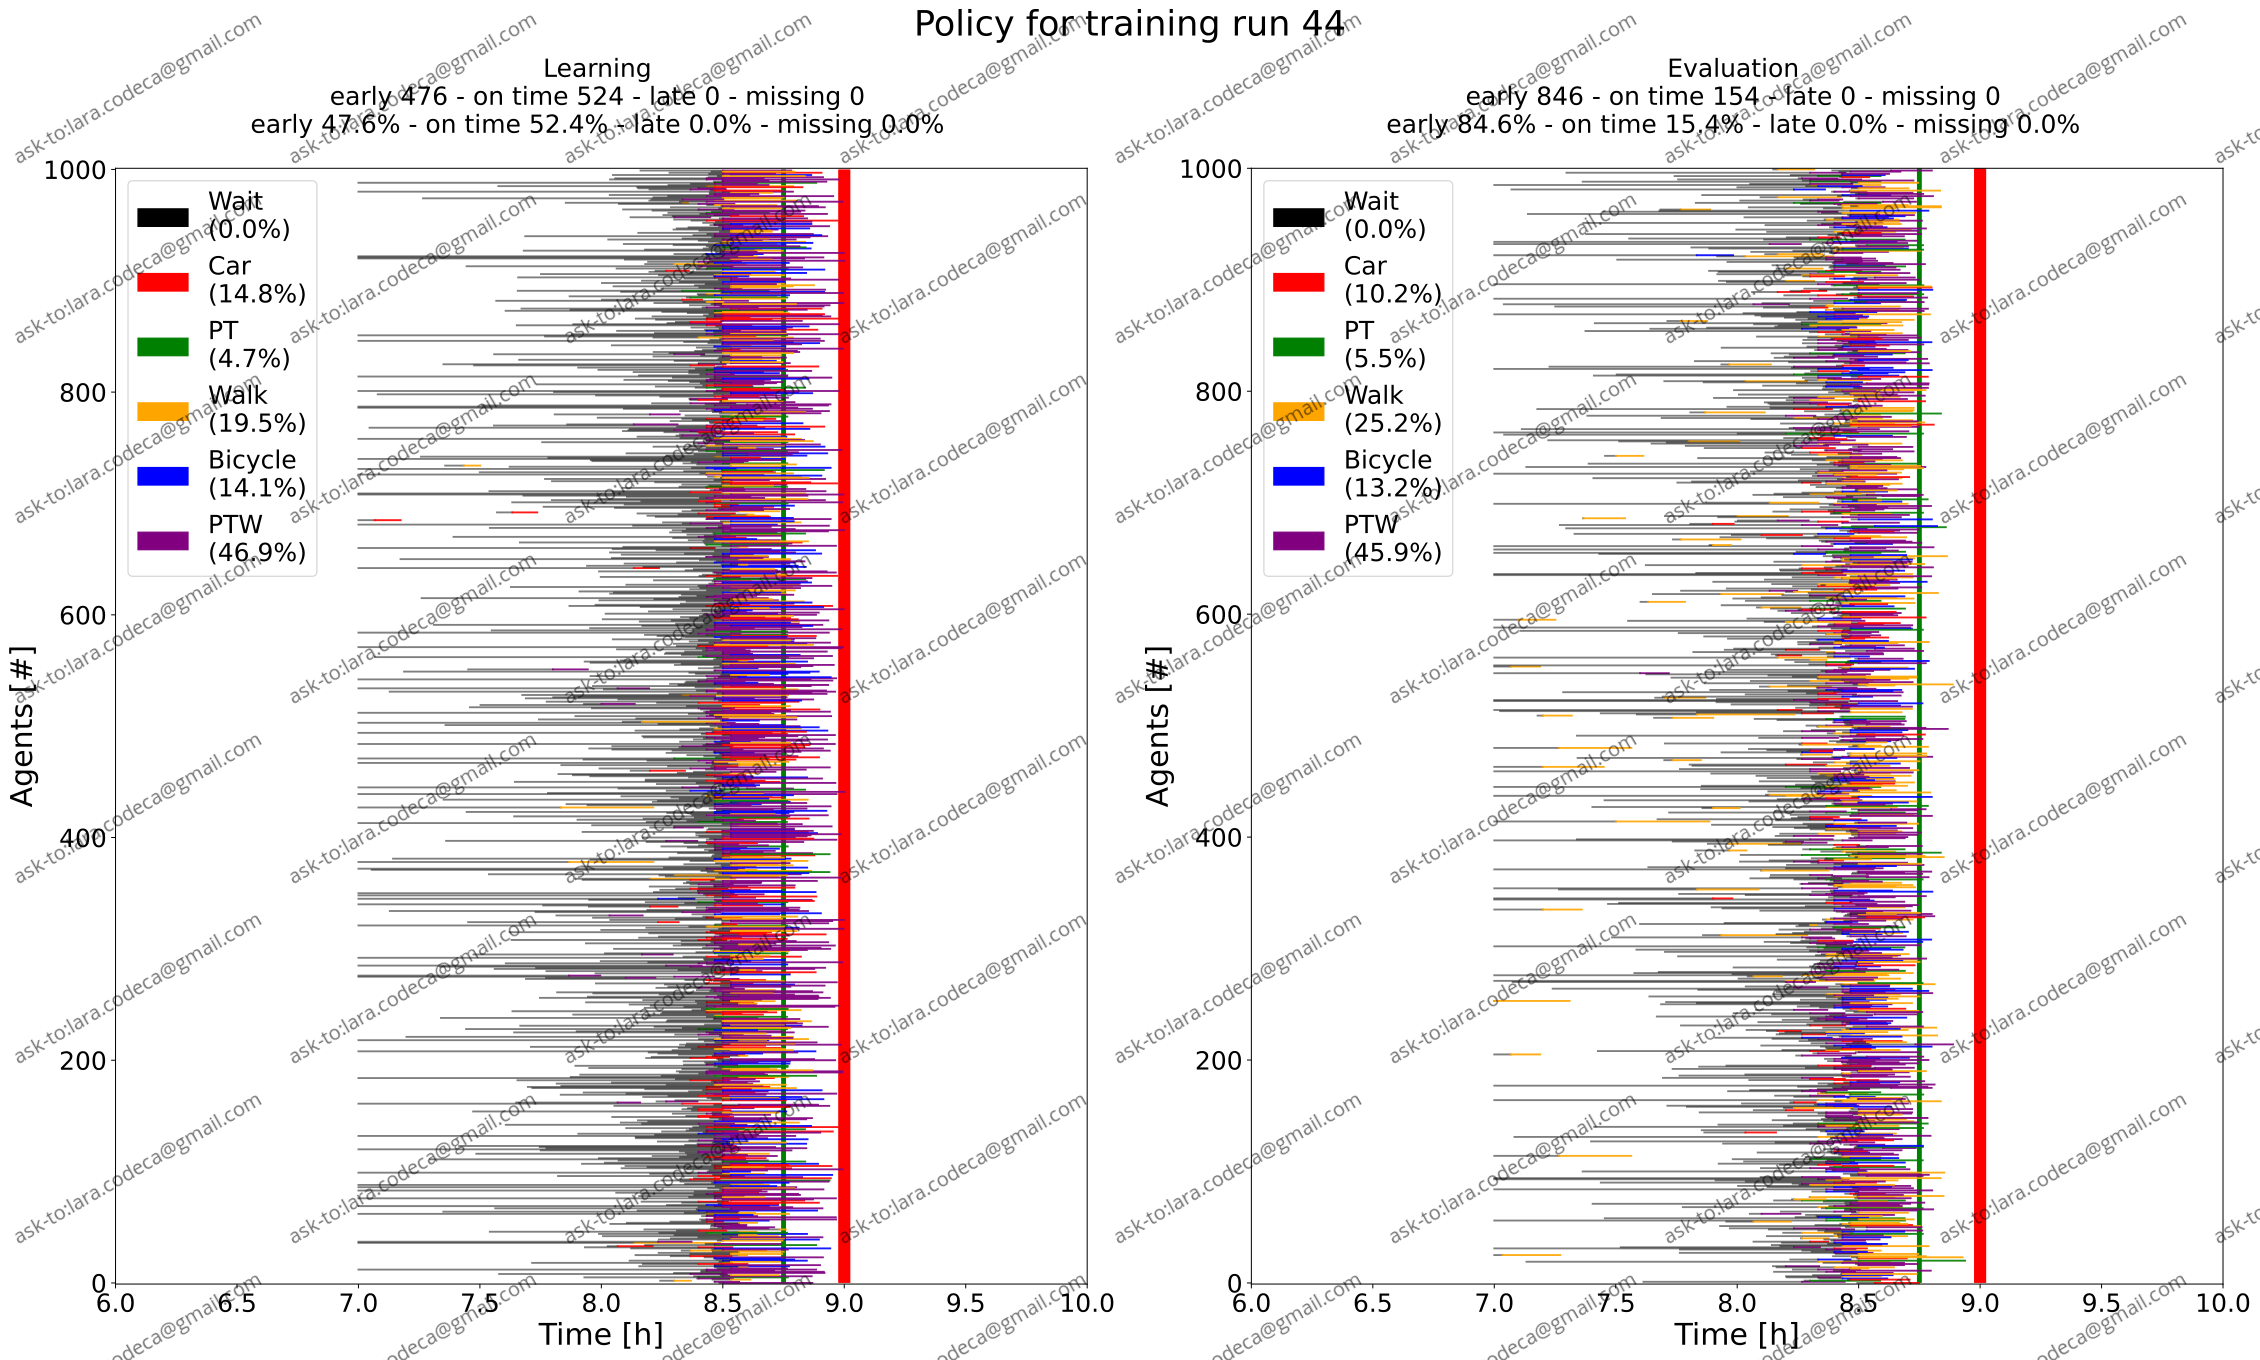 Policy for training run 44
Learning
early 476 - on time 524 - late 0 - missing 0
early 47.6% - on time 52.4% - late 0.0% - missing 0.0%
1000
800
600
400
200
0
Agents [#]
Wait
(0.0%)
Car
(14.8%)
PT
(4.7%)
Walk
(19.5%)
Bicycle
(14.1%)
PTW
(46.9%)
6.0 6.5 7.0 7.5 8.0 8.5 9.0 9.5 10.0
Time [h]
Evaluation
early 846 - on time 154 - late 0 - missing 0
early 84.6% - on time 15.4% - late 0.0% - missing 0.0%
1000
800
600
400
200
0
Agents [#]
Wait
(0.0%)
Car
(10.2%)
PT
(5.5%)
Walk
(25.2%)
Bicycle
(13.2%)
PTW
(45.9%)
6.0 6.5 7.0 7.5 8.0 8.5 9.0 9.5 10.0
Time [h]
ask-to:lara.codeca@gmail.com